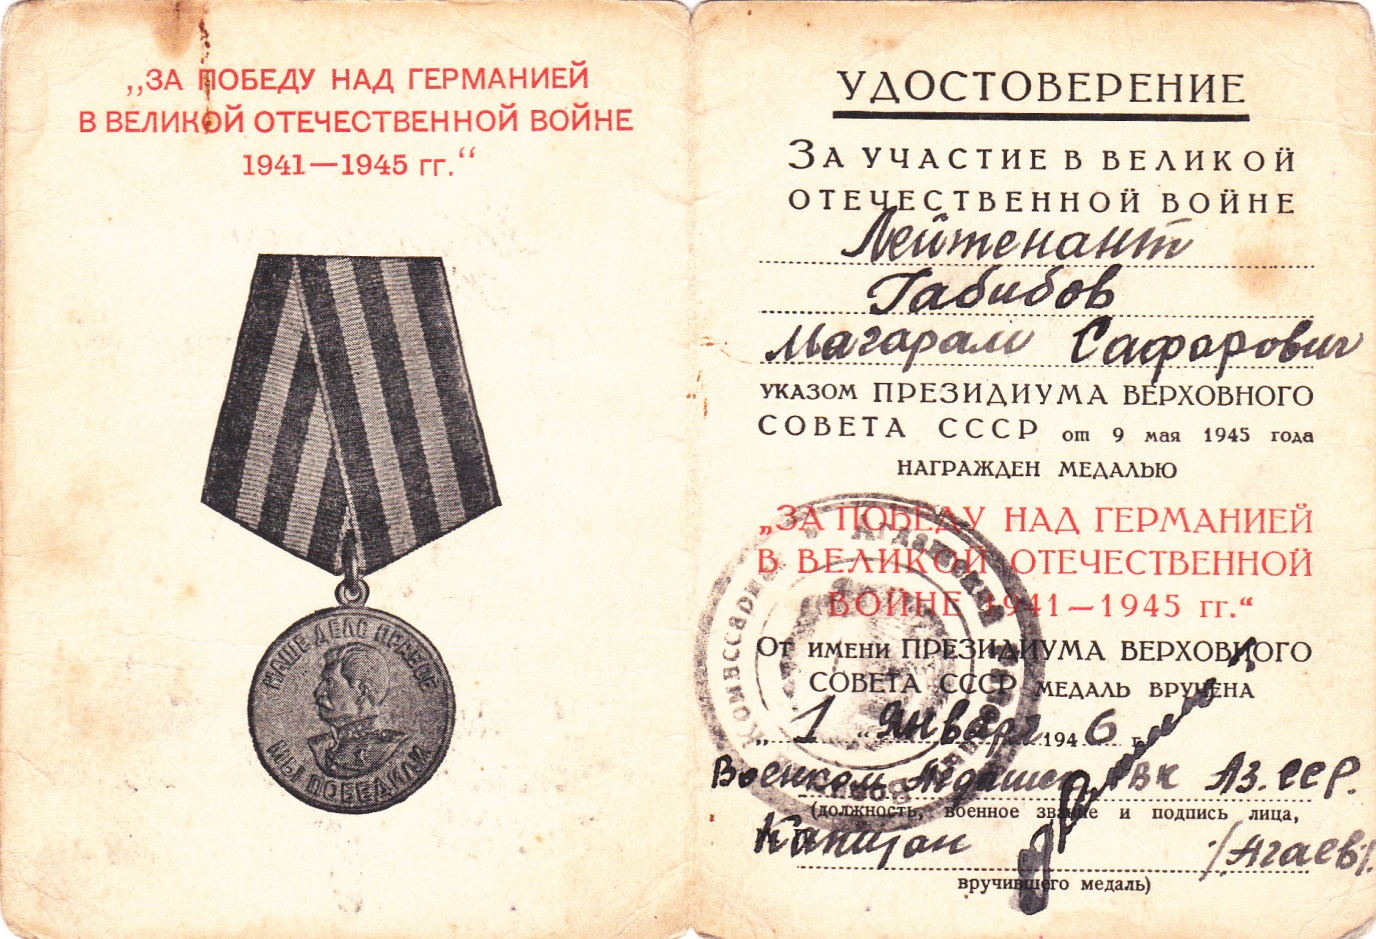 „ЗА ПОБЕДУ НАД ГЕРМАНИЕЙ
В ВЕЛИКОЙ ОТЕЧЕСТВЕННОЙ ВОЙНЕ
1941—1945 гг.“
НАШЕ ДЕЛО ПРАВОЕ
МЫ ПОБЕДИЛИ
УДОСТОВЕРЕНИЕ
ЗА УЧАСТИЕ В ВЕЛИКОЙ
ОТЕЧЕСТВЕННОЙ ВОЙНЕ
Лейтенант
Габибов
Магарам Сафарович
УКАЗОМ ПРЕЗИДИУМА ВЕРХОВНОГО
СОВЕТА СССР от 9 мая 1945 года
НАГРАЖДЕН МЕДАЛЬЮ
„ЗА ПОБЕДУ НАД ГЕРМАНИЕЙ
В ВЕЛИКОЙ ОТЕЧЕСТВЕННОЙ
ВОЙНЕ 1941—1945 гг.“
ОТ ИМЕНИ ПРЕЗИДИУМА ВЕРХОВНОГО
СОВЕТА СССР МЕДАЛЬ ВРУЧЕНА
„1“ января 1946 г.
Военком РВК АЗ.ССР.
(должность, военное звание и подпись лица,
Капитан /Агаев/.
вручившего медаль)